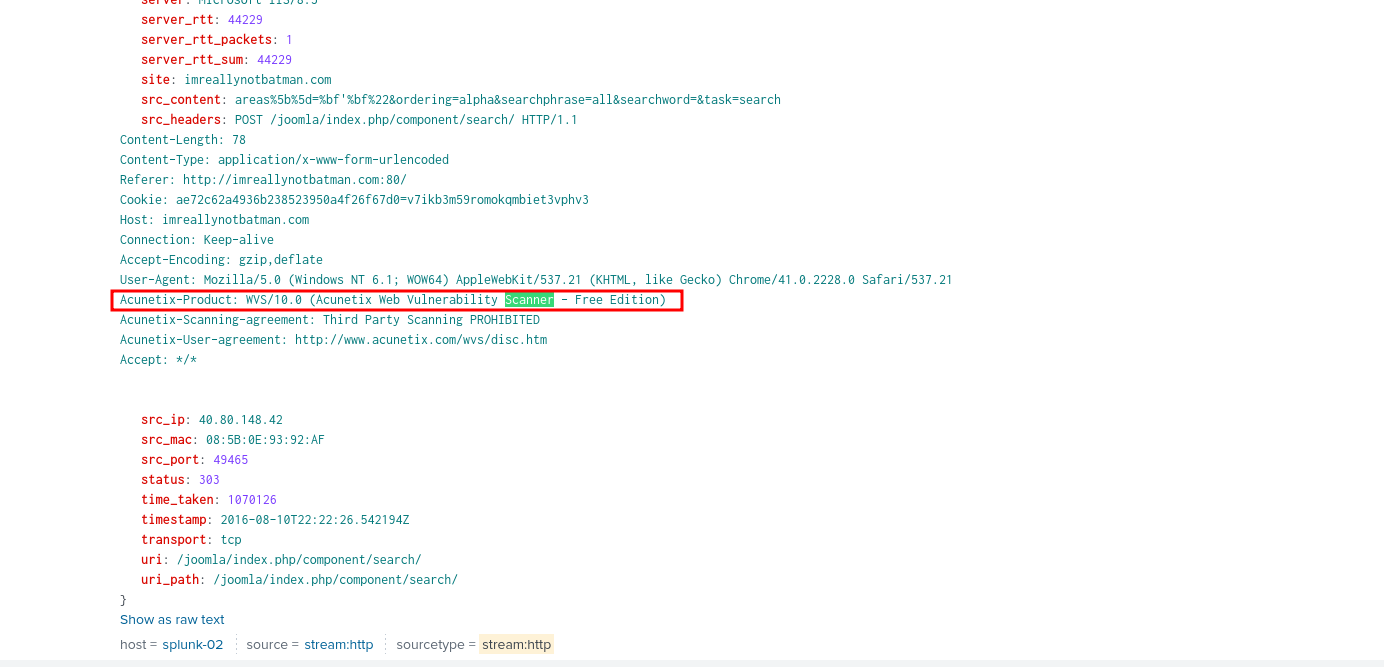 server: Microsoft-IIS/8.5
server_rtt: 44229
server_rtt_packets: 1
server_rtt_sum: 44229
site: imreallynotbatman.com
src_content: areas%5b%5d=%bf'%bf%22&ordering=alpha&searchphrase=all&searchword=&task=search
src_headers: POST /joomla/index.php/component/search/ HTTP/1.1
Content-Length: 78
Content-Type: application/x-www-form-urlencoded
Referer: http://imreallynotbatman.com:80/
Cookie: ae72c62a4936b238523950a4f26f67d0=v7ikb3m59romokqmbiet3vphv3
Host: imreallynotbatman.com
Connection: Keep-alive
Accept-Encoding: gzip,deflate
User-Agent: Mozilla/5.0 (Windows NT 6.1; WOW64) AppleWebKit/537.21 (KHTML, like Gecko) Chrome/41.0.2228.0 Safari/537.21
Acunetix-Product: WVS/10.0 (Acunetix Web Vulnerability Scanner - Free Edition)
Acunetix-Scanning-agreement: Third Party Scanning PROHIBITED
Acunetix-User-agreement: http://www.acunetix.com/wvs/disc.htm
Accept: */*
src_ip: 40.80.148.42
src_mac: 08:5B:0E:93:92:AF
src_port: 49465
status: 303
time_taken: 1070126
timestamp: 2016-08-10T22:22:26.542194Z
transport: tcp
uri: /joomla/index.php/component/search/
uri_path: /joomla/index.php/component/search/
}
Show as raw text
host = splunk-02 source = stream:http sourcetype = stream:http